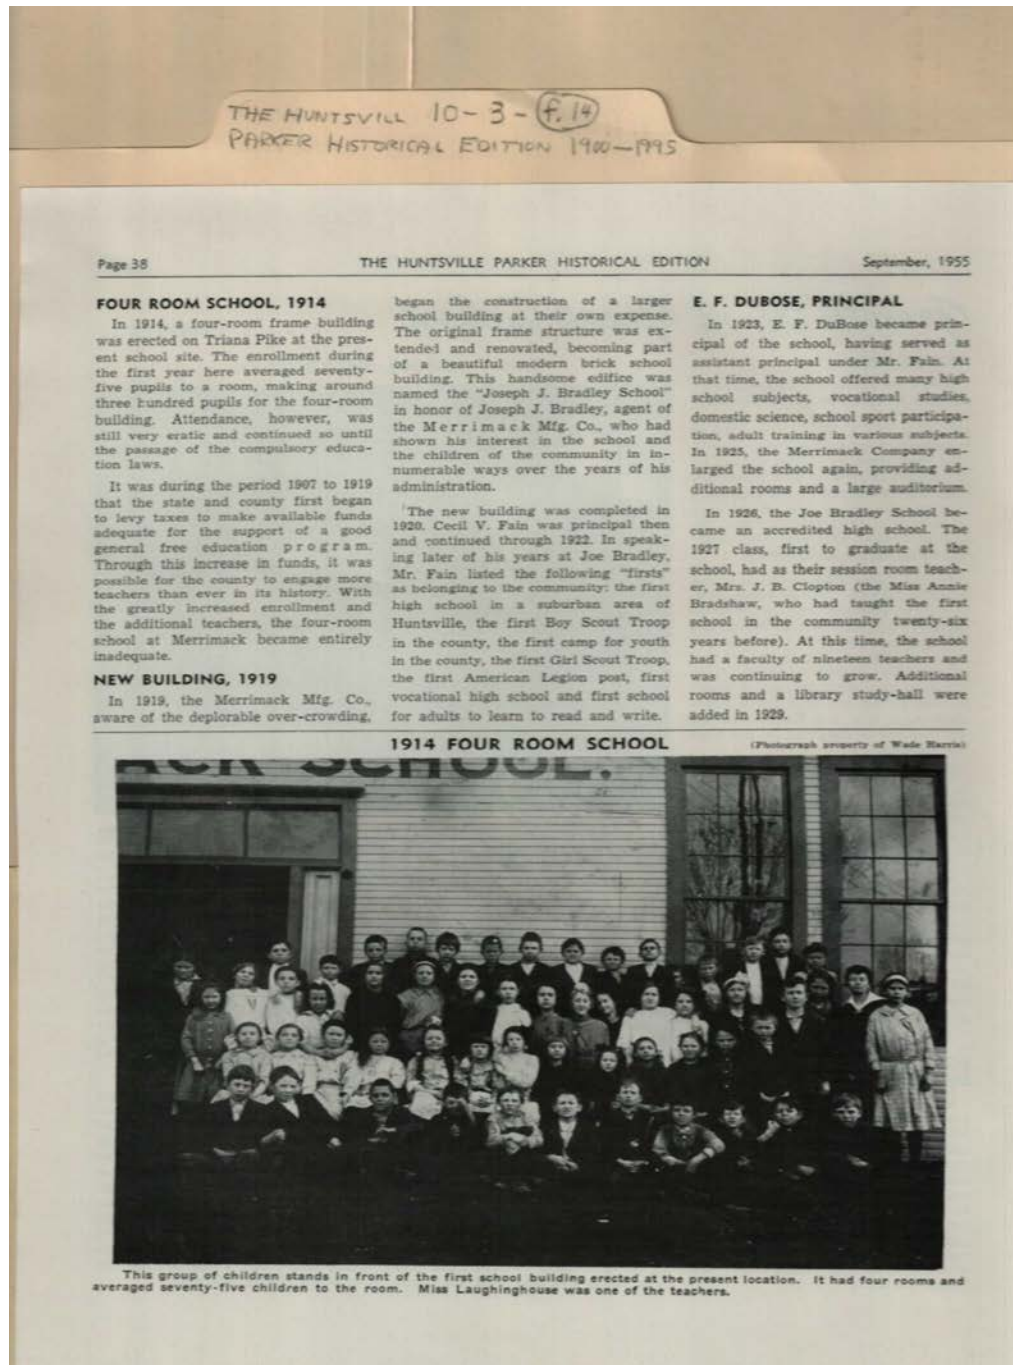 THE HUNTSVILL 10-3-f.14
PARKER HISTORICAL EDITION 1900-1995
Page 38
THE HUNTSVILLE PARKER HISTORICAL EDITION
September, 1955
FOUR ROOM SCHOOL, 1914
In 1914, a four-room frame building
was erected on Triana Pike at the pres-
ent school site. The enrollment during
the first year here averaged seventy-
five pupils to a room, making around
three hundred pupils for the four-room
building. Attendance, however, was
still very eratic and continued so until
the passage of the compulsory educa-
tion laws.
It was during the period 1907 to 1919
that the state and county first began
to levy taxes to make available funds
adequate for the support of a good
general free education program.
Through this increase in funds, it was
possible for the county to engage more
teachers than ever in its history. With
the greatly increased enrollment and
the additional teachers, the four-room
school at Merrimack became entirely
inadequate.
NEW BUILDING, 1919
In 1919, the Merrimack Mfg. Co.,
aware of the deplorable over-crowding,
began the construction of a larger
school building at their own expense.
The original frame structure was ex-
tended and renovated, becoming part
of a beautiful modern brick school
building. This handsome edifice was
named the "Joseph J. Bradley School"
in honor of Joseph J. Bradley, agent of
the Merrimack Mfg. Co., who had
shown his interest in the school and
the children of the community in in-
numerable ways over the years of his
administration.
The new building was completed in
1920. Cecil V. Fain was principal then
and continued through 1922. In speak-
ing later of his years at Joe Bradley,
Mr. Fain listed the following "firsts"
as belonging to the community: the first
high school in a suburban area of
Huntsville, the first Boy Scout Troop
in the county, the first camp for youth
in the county, the first Girl Scout Troop,
the first American Legion post, first
vocational high school and first school
for adults to learn to read and write.
E. F. DUBOSE, PRINCIPAL
In 1923, E. F. DuBose became prin-
cipal of the school, having served as
assistant principal under Mr. Fain. At
that time, the school offered many high
school subjects, vocational studies,
domestic science, school sport participa-
tion, adult training in various subjects.
In 1925, the Merrimack Company en-
larged the school again, providing ad-
ditional rooms and a large auditorium.
In 1926, the Joe Bradley School be-
came an accredited high school. The
1927 class, first to graduate at the
school, had as their session room teach-
er, Mrs. J. B. Clopton (the Miss Annie
Bradshaw, who had taught the first
school in the community twenty-six
years before). At this time, the school
had a faculty of nineteen teachers and
was continuing to grow. Additional
rooms and a library study-hall were
added in 1929.
1914 FOUR ROOM SCHOOL
(Photograph property of Wade Harris)
ACK SCHOOL.
This group of children stands in front of the first school building erected at the present location. It had four rooms and
averaged seventy-five children to the room. Miss Laughinghouse was one of the teachers.